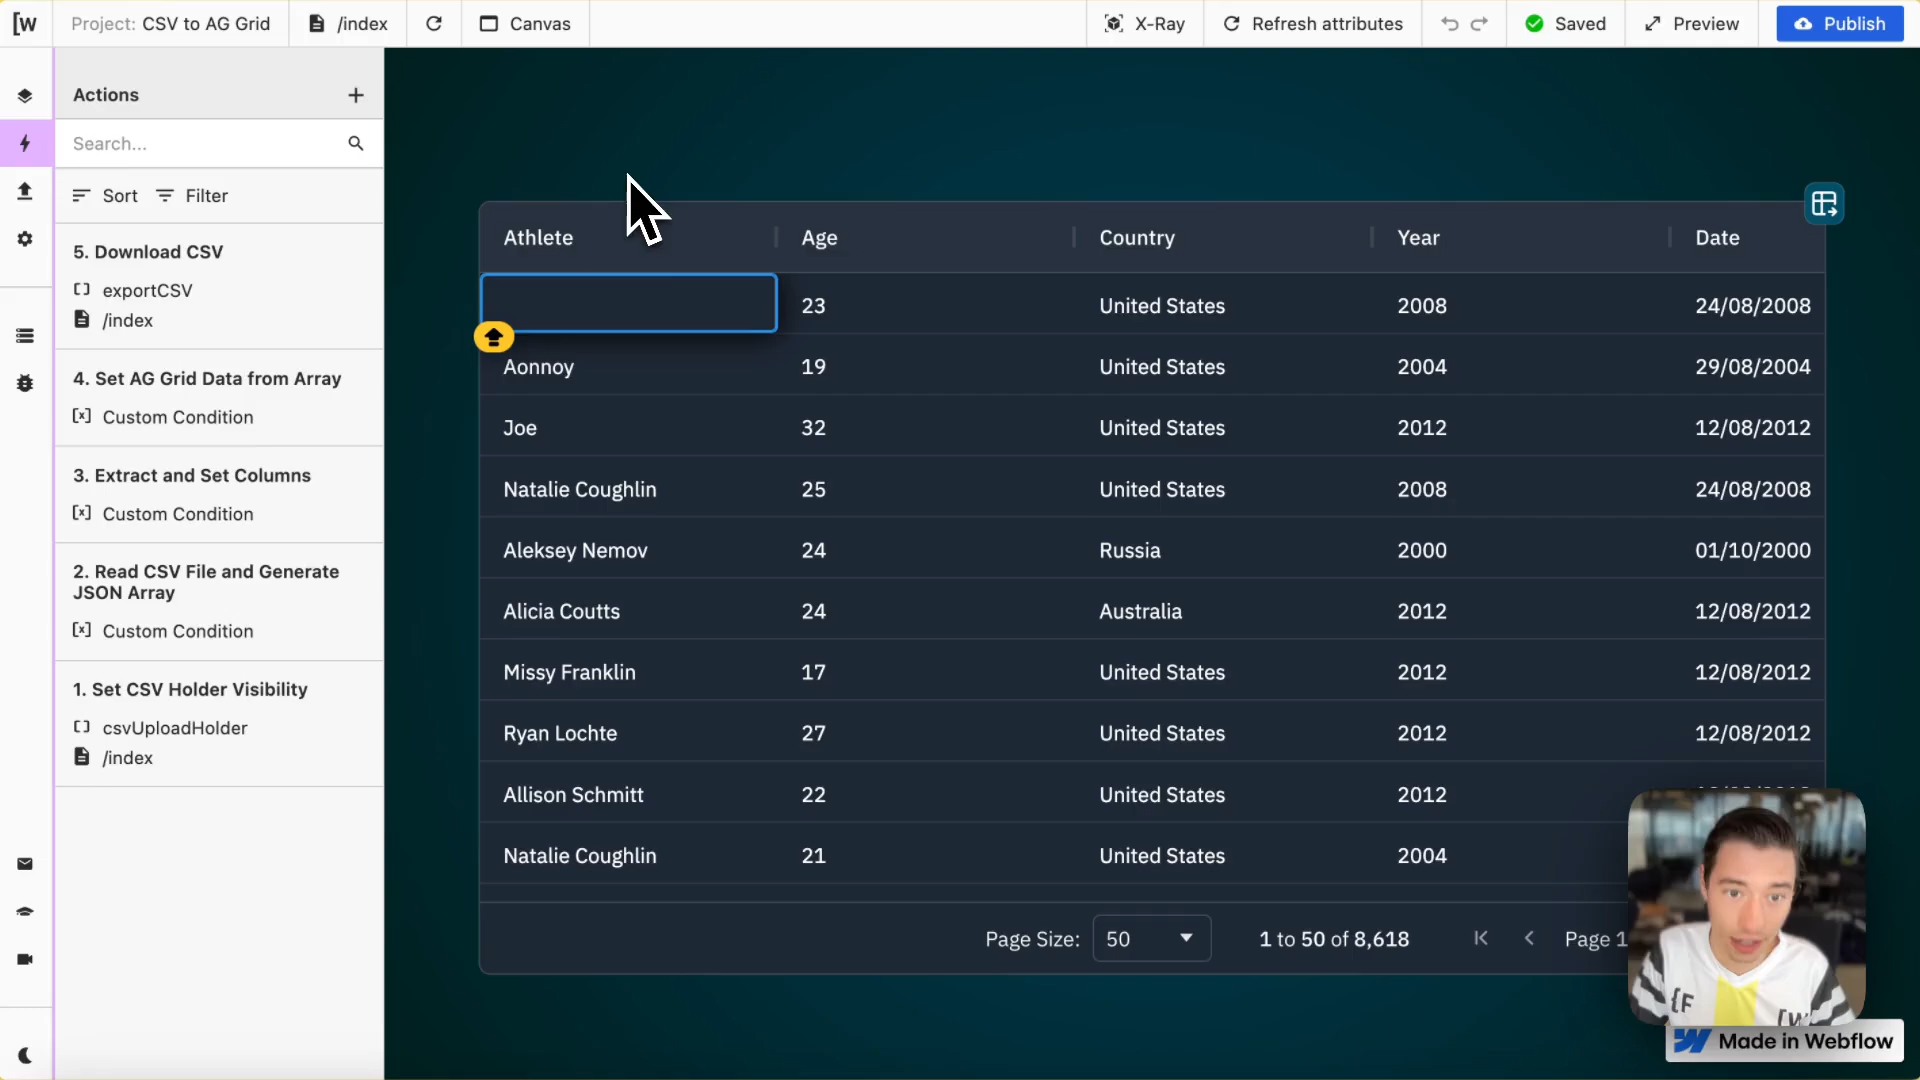 [w Project: CSV to AG Grid /index Canvas X-Ray Refresh attributes Saved Preview Publish
Actions
Search...
Sort Filter
5. Download CSV
exportCSV
/index
4. Set AG Grid Data from Array
Custom Condition
3. Extract and Set Columns
Custom Condition
2. Read CSV File and Generate
JSON Array
Custom Condition
1. Set CSV Holder Visibility
csvUploadHolder
/index
Athlete Age Country Year Date
23 United States 2008 24/08/2008
Aonnoy 19 United States 2004 29/08/2004
Joe 32 United States 2012 12/08/2012
Natalie Coughlin 25 United States 2008 24/08/2008
Aleksey Nemov 24 Russia 2000 01/10/2000
Alicia Coutts 24 Australia 2012 12/08/2012
Missy Franklin 17 United States 2012 12/08/2012
Ryan Lochte 27 United States 2012 12/08/2012
Allison Schmitt 22 United States 2012
Natalie Coughlin 21 United States 2004
Page Size: 50 1 to 50 of 8,618 Page 1
{F [w
Made in Webflow